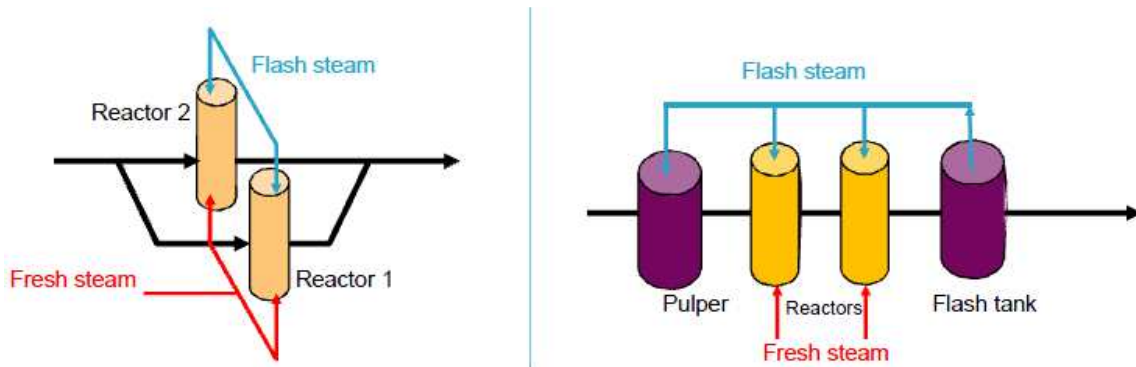 Flash steam
Reactor 2
Fresh steam
Reactor 1
Flash steam
Pulper
Reactors
Flash tank
Fresh steam